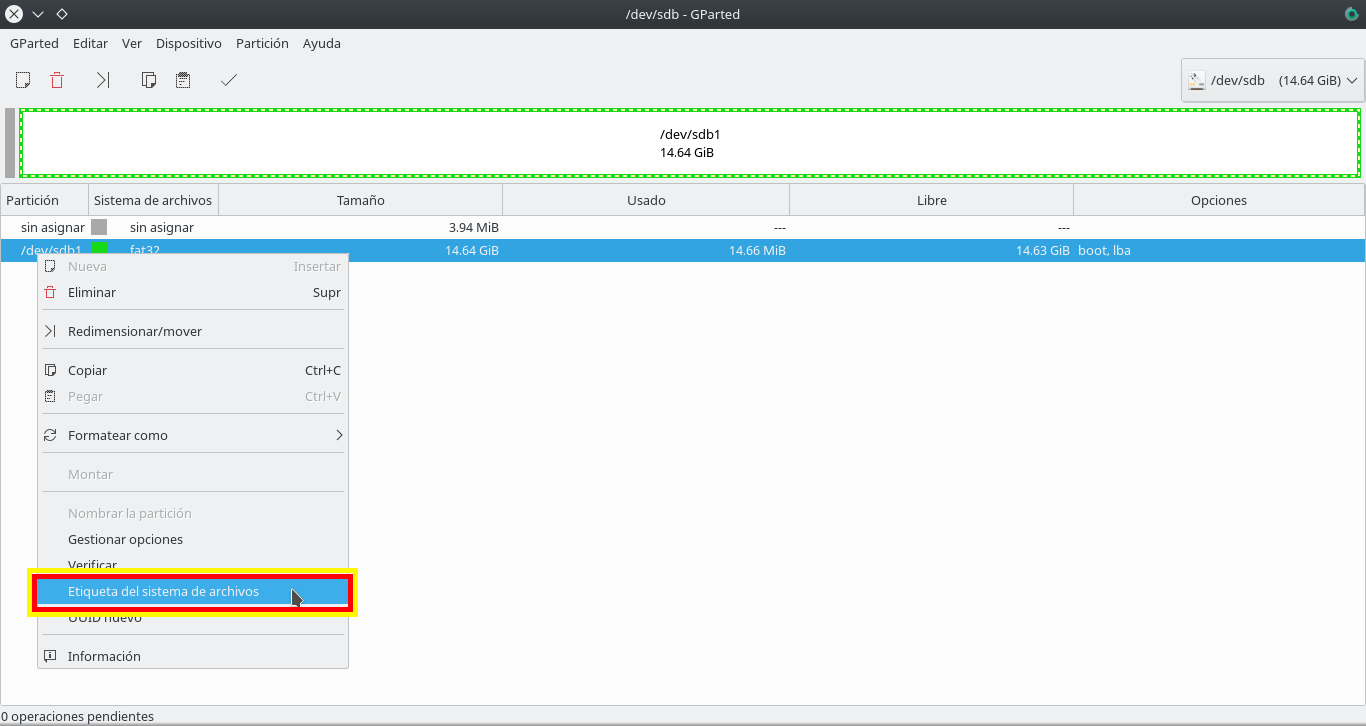 /dev/sdb - GParted
GParted Editar Ver Dispositivo Partición Ayuda
/dev/sdb (14.64 GiB)
/dev/sdb1
14.64 GiB
Partición Sistema de archivos Tamaño Usado Libre Opciones
sin asignar sin asignar 3.94 MiB --- ---
/dev/sdb1 fat32 14.64 GiB 14.66 MiB 14.63 GiB boot, lba
Nueva Insertar
Eliminar Supr
Redimensionar/mover
Copiar Ctrl+C
Pegar Ctrl+V
Formatear como
Montar
Nombrar la partición
Gestionar opciones
Verificar
Etiqueta del sistema de archivos
UUID nuevo
Información
0 operaciones pendientes